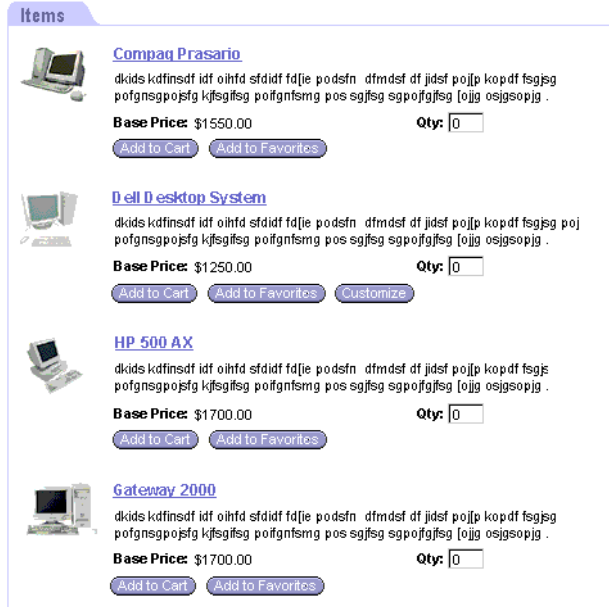 Items
Compaq Prasario
dkids kdfinsdf idf oihfd sfdidf fd[ie podsfn dfmdsf df jidsf poj[p kopdf fsgjsg
pofgnsgpojsfg kjfsgifsg poifgnfsmg pos sgjfsg sgpojfgjfsg [ojjg osjgsopjg .
Base Price: $1550.00 Qty: 0
Add to Cart Add to Favorites
Dell Desktop System
dkids kdfinsdf idf oihfd sfdidf fd[ie podsfn dfmdsf df jidsf poj[p kopdf fsgjsg poj
pofgnsgpojsfg kjfsgifsg poifgnfsmg pos sgjfsg sgpojfgjfsg [ojjg osjgsopjg .
Base Price: $1250.00 Qty: 0
Add to Cart Add to Favorites Customize
HP 500 AX
dkids kdfinsdf idf oihfd sfdidf fd[ie podsfn dfmdsf df jidsf poj[p kopdf fsgjs
pofgnsgpojsfg kjfsgifsg poifgnfsmg pos sgjfsg sgpojfgjfsg [ojjg osjgsopjg .
Base Price: $1700.00 Qty: 0
Add to Cart Add to Favorites
Gateway 2000
dkids kdfinsdf idf oihfd sfdidf fd[ie podsfn dfmdsf df jidsf poj[p kopdf fsgjsg
pofgnsgpojsfg kjfsgifsg poifgnfsmg pos sgjfsg sgpojfgjfsg [ojjg osjgsopjg .
Base Price: $1700.00 Qty: 0
Add to Cart Add to Favorites